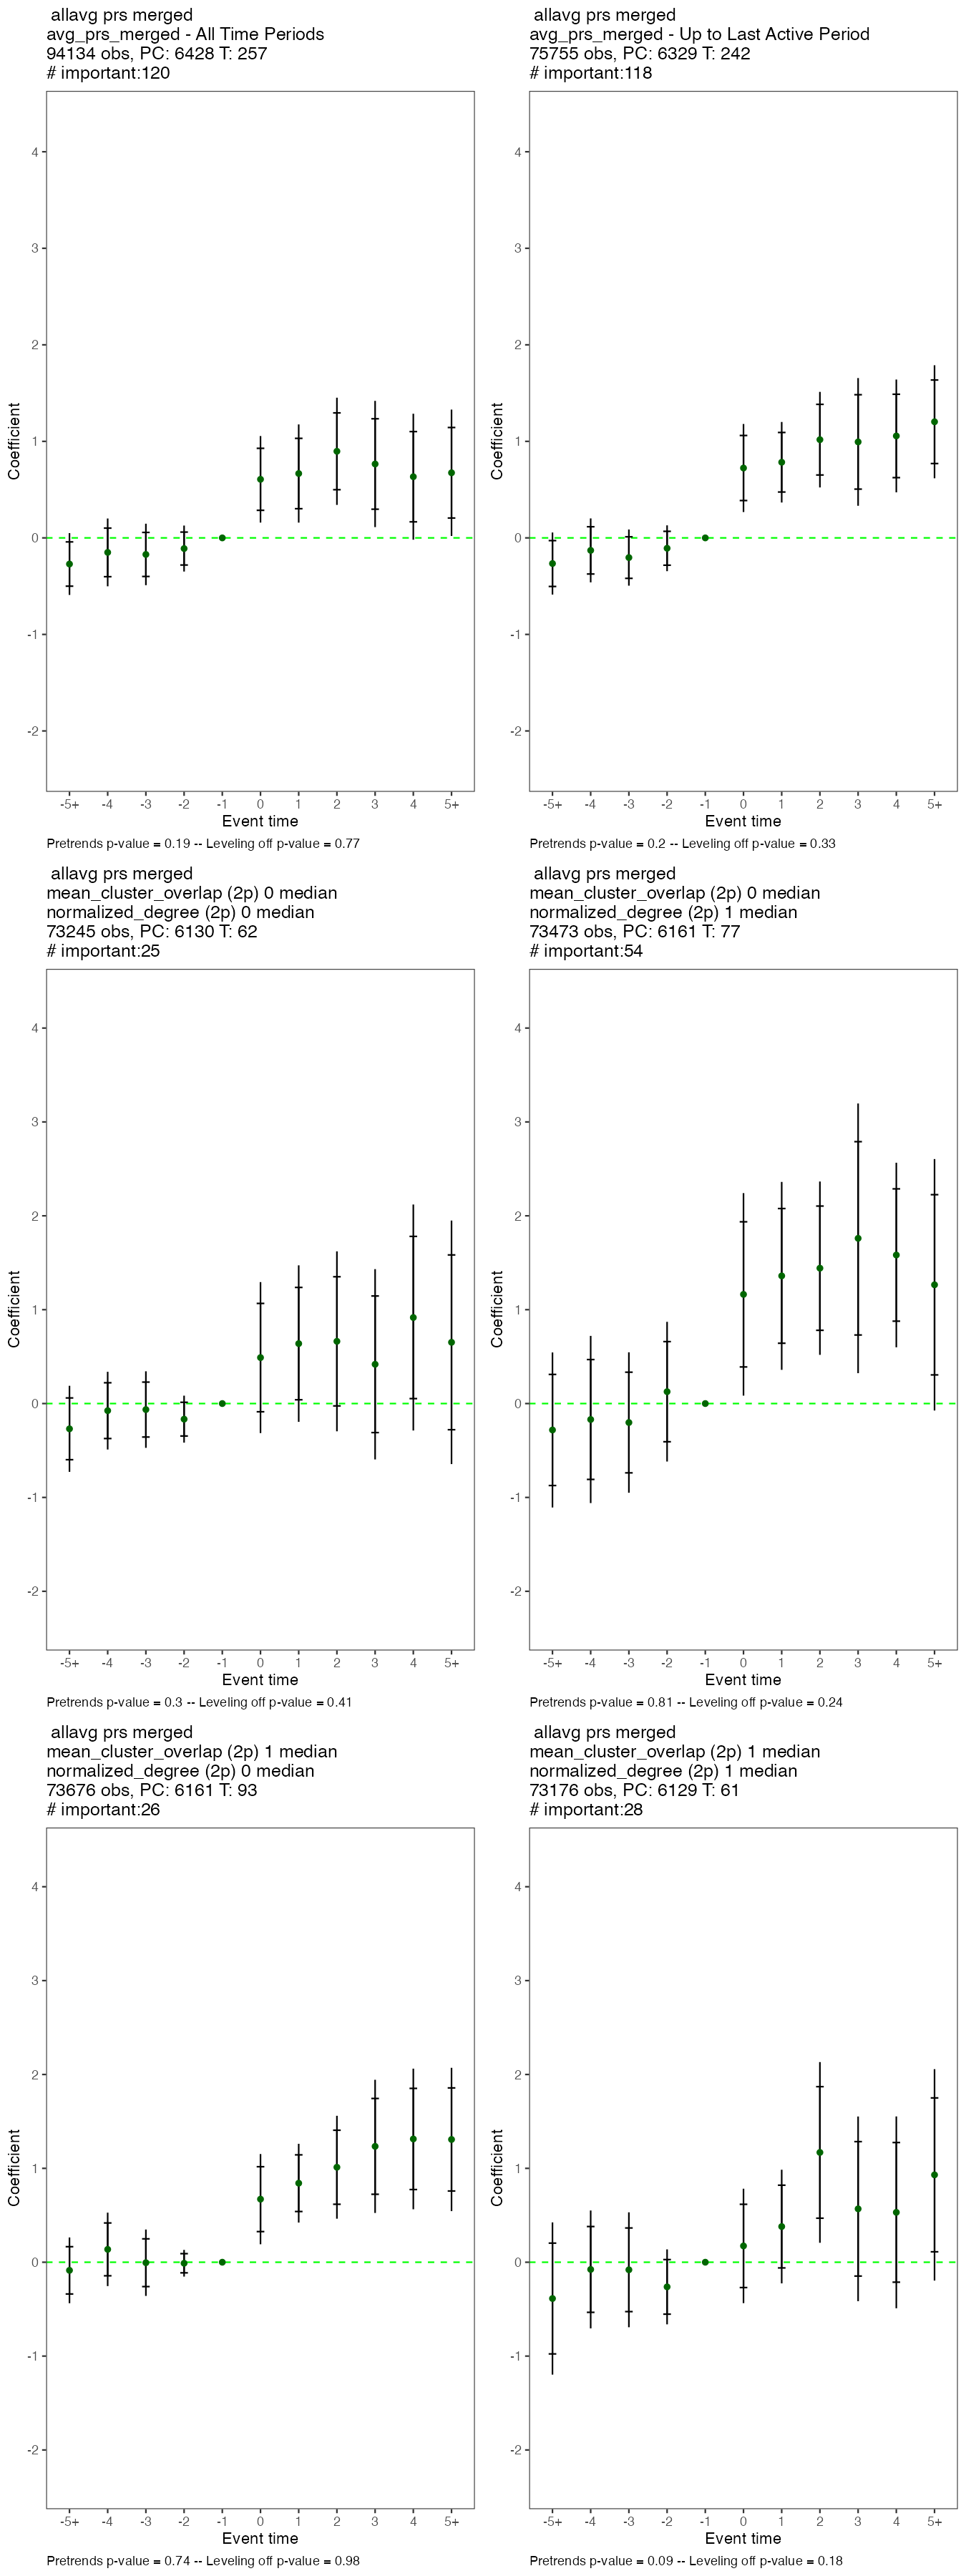 allavg prs merged
avg_prs_merged - All Time Periods
94134 obs, PC: 6428 T: 257
# important:120
Coefficient
4
3
2
1
0
-1
-2
-5+ -4 -3 -2 -1 0 1 2 3 4 5+
Event time
Pretrends p-value = 0.19 -- Leveling off p-value = 0.77
allavg prs merged
avg_prs_merged - Up to Last Active Period
75755 obs, PC: 6329 T: 242
# important:118
Coefficient
4
3
2
1
0
-1
-2
-5+ -4 -3 -2 -1 0 1 2 3 4 5+
Event time
Pretrends p-value = 0.2 -- Leveling off p-value = 0.33
allavg prs merged
mean_cluster_overlap (2p) 0 median
normalized_degree (2p) 0 median
73245 obs, PC: 6130 T: 62
# important:25
Coefficient
4
3
2
1
0
-1
-2
-5+ -4 -3 -2 -1 0 1 2 3 4 5+
Event time
Pretrends p-value = 0.3 -- Leveling off p-value = 0.41
allavg prs merged
mean_cluster_overlap (2p) 0 median
normalized_degree (2p) 1 median
73473 obs, PC: 6161 T: 77
# important:54
Coefficient
4
3
2
1
0
-1
-2
-5+ -4 -3 -2 -1 0 1 2 3 4 5+
Event time
Pretrends p-value = 0.81 -- Leveling off p-value = 0.24
allavg prs merged
mean_cluster_overlap (2p) 1 median
normalized_degree (2p) 0 median
73676 obs, PC: 6161 T: 93
# important:26
Coefficient
4
3
2
1
0
-1
-2
-5+ -4 -3 -2 -1 0 1 2 3 4 5+
Event time
Pretrends p-value = 0.74 -- Leveling off p-value = 0.98
allavg prs merged
mean_cluster_overlap (2p) 1 median
normalized_degree (2p) 1 median
73176 obs, PC: 6129 T: 61
# important:28
Coefficient
4
3
2
1
0
-1
-2
-5+ -4 -3 -2 -1 0 1 2 3 4 5+
Event time
Pretrends p-value = 0.09 -- Leveling off p-value = 0.18